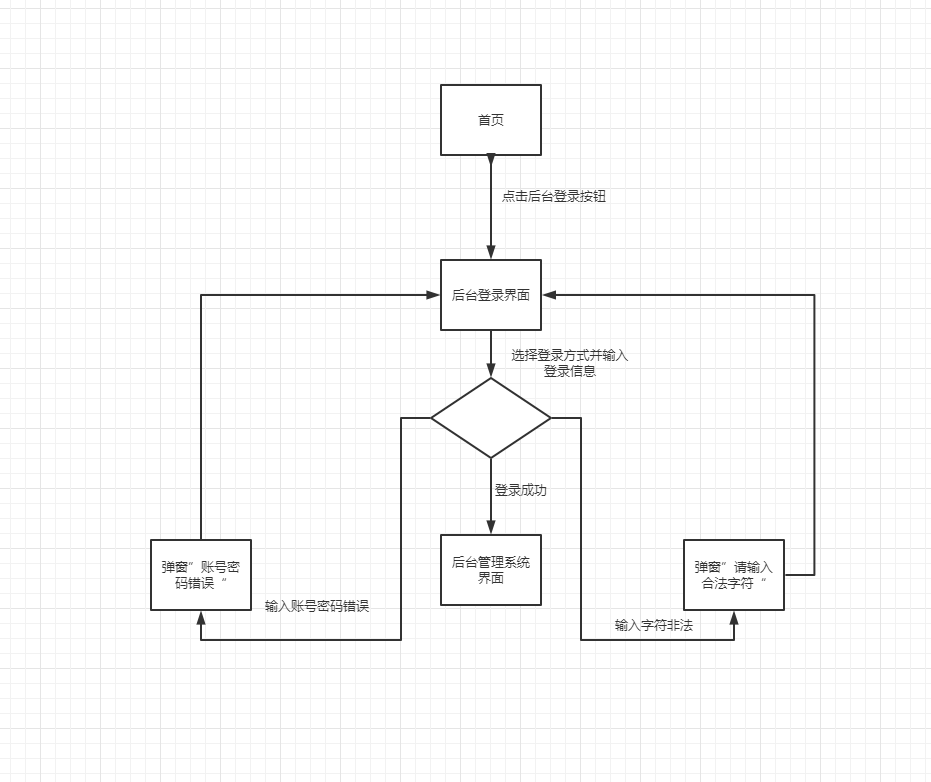 首页
点击后台登录按钮
后台登录界面
选择登录方式并输入
登录信息
登录成功
弹窗”账号密
码错误“
输入账号密码错误
后台管理系统
界面
弹窗”请输入
合法字符“
输入字符非法